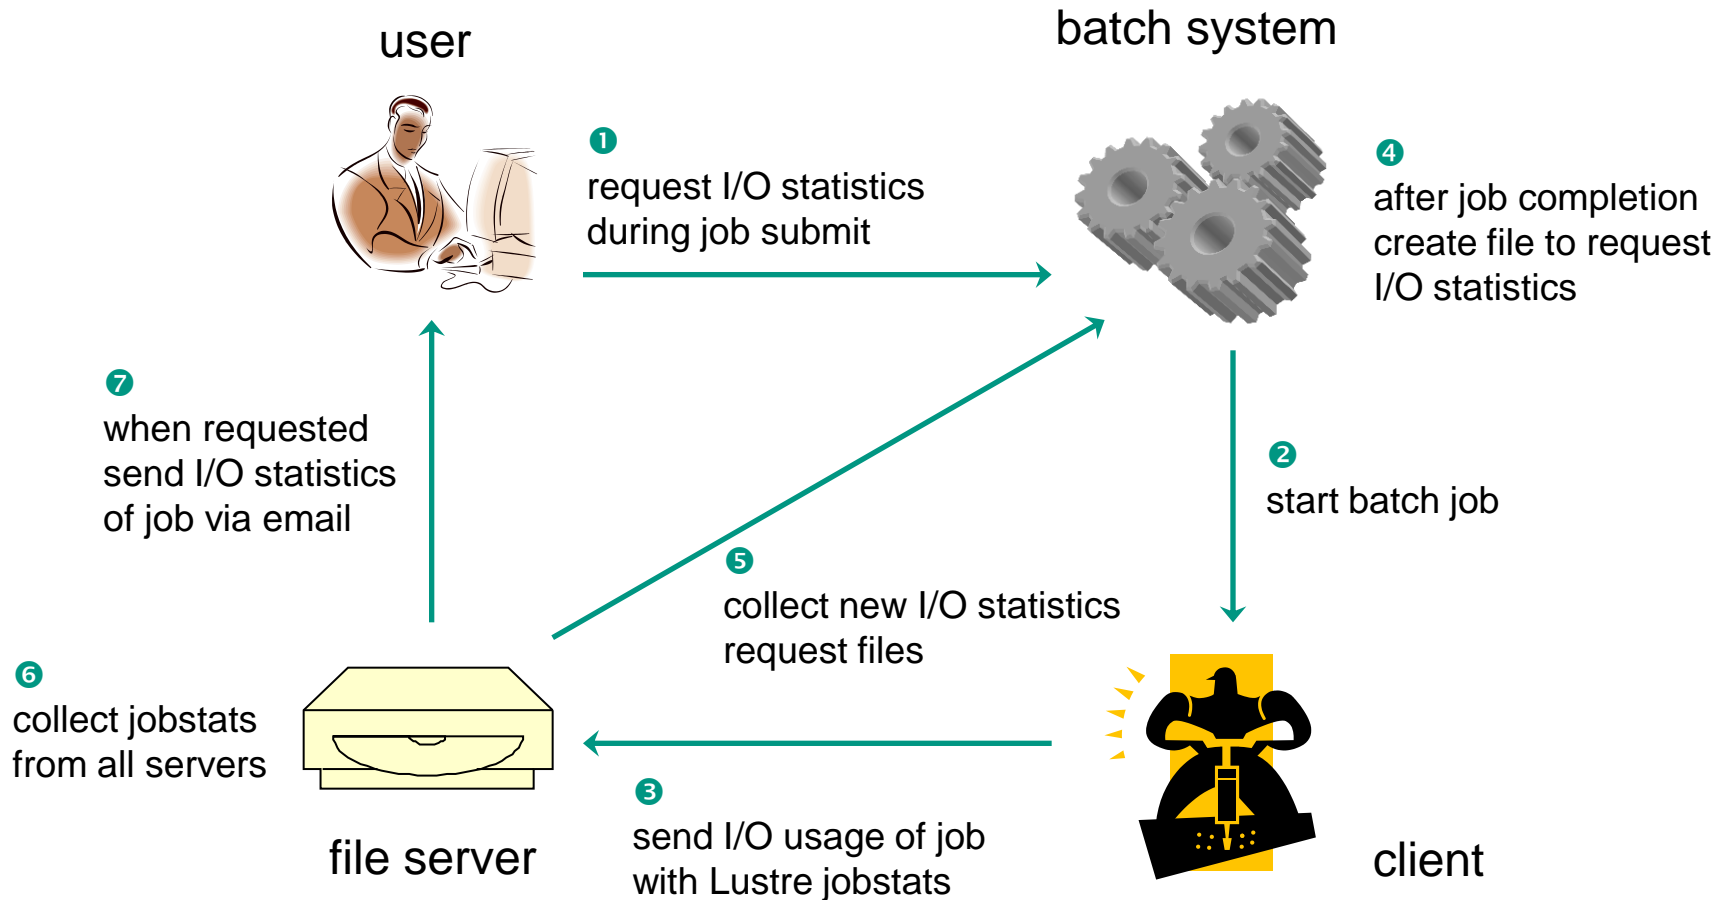 user
batch system
❶
request I/O statistics
during job submit
❹
after job completion
create file to request
I/O statistics
❼
when requested
send I/O statistics
of job via email
❷
start batch job
❺
collect new I/O statistics
request files
❻
collect jobstats
from all servers
❸
send I/O usage of job
with Lustre jobstats
file server
client